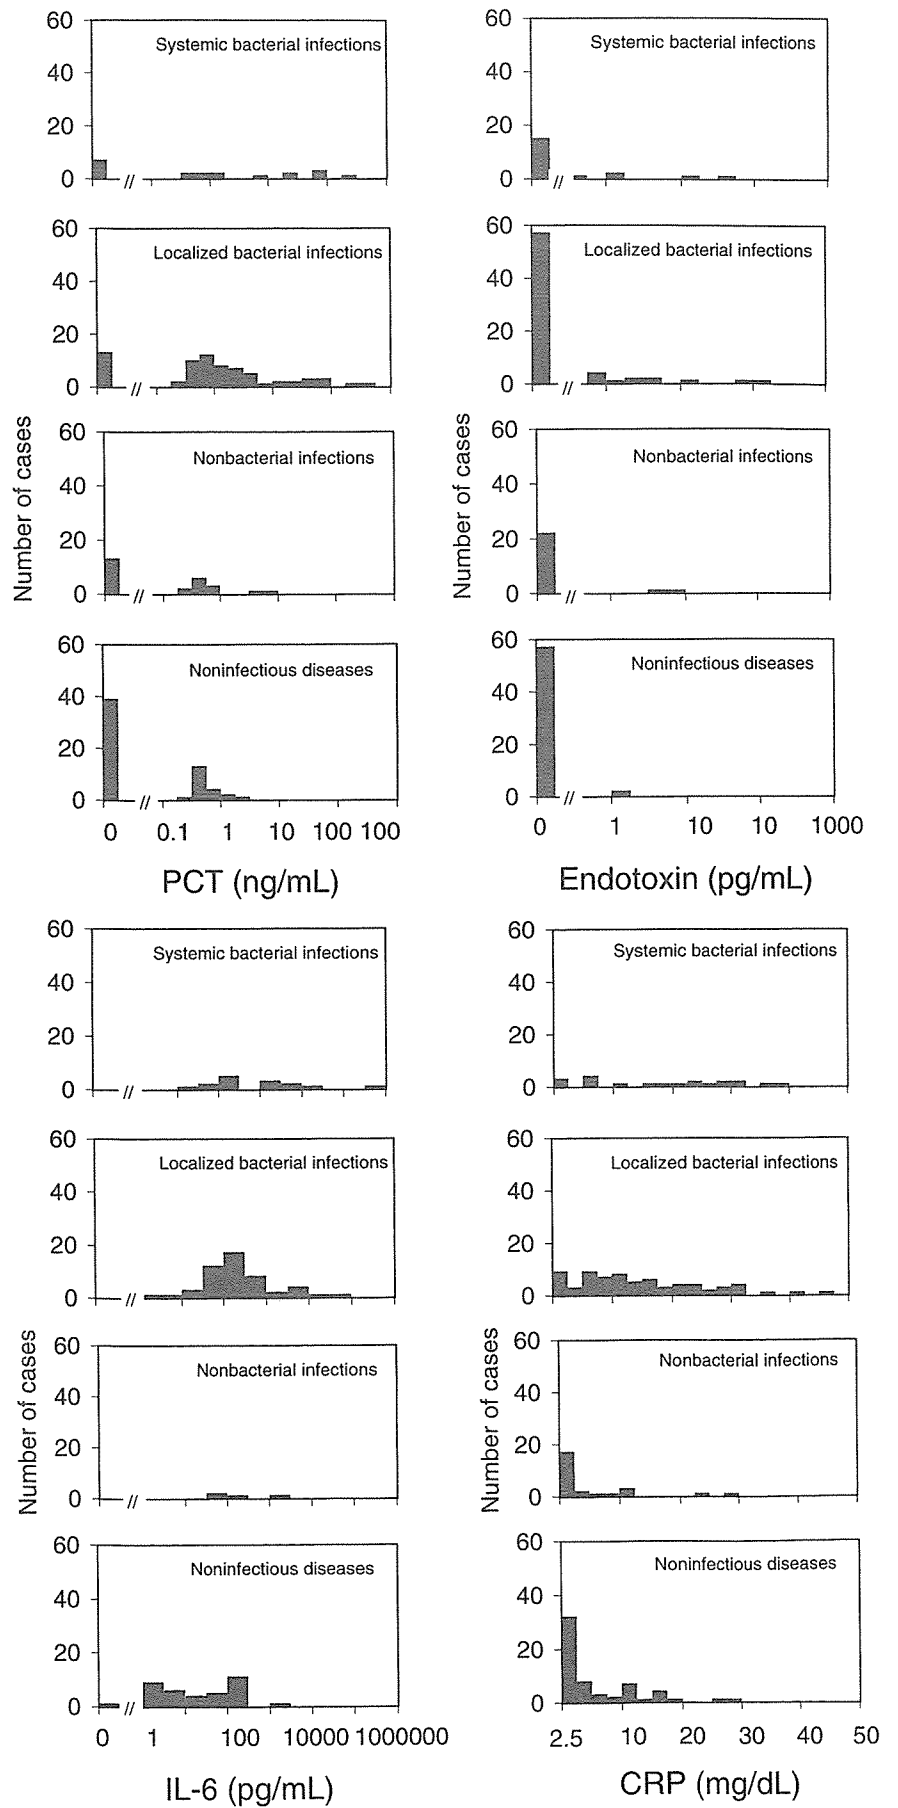 60
Systemic bacterial infections
40
20
0
//
60
Localized bacterial infections
40
20
0
//
60
Nonbacterial infections
40
20
0
//
60
Noninfectious diseases
40
20
0
//
Number of cases
0 0.1 1 10 100 100
PCT (ng/mL)
60
Systemic bacterial infections
40
20
0
//
60
Localized bacterial infections
40
20
0
//
60
Nonbacterial infections
40
20
0
//
60
Noninfectious diseases
40
20
0
//
Number of cases
0 1 10 10 1000
Endotoxin (pg/mL)
60
Systemic bacterial infections
40
20
0
//
60
Localized bacterial infections
40
20
0
//
60
Nonbacterial infections
40
20
0
//
60
Noninfectious diseases
40
20
0
//
Number of cases
0 1 100 10000 1000000
IL-6 (pg/mL)
60
Systemic bacterial infections
40
20
0
60
Localized bacterial infections
40
20
0
60
Nonbacterial infections
40
20
0
60
Noninfectious diseases
40
20
0
Number of cases
2.5 10 20 30 40 50
CRP (mg/dL)